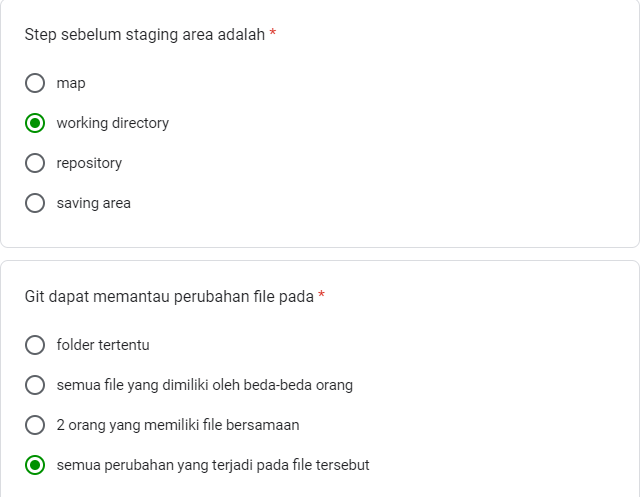 Step sebelum staging area adalah *
map
working directory
repository
saving area
Git dapat memantau perubahan file pada *
folder tertentu
semua file yang dimiliki oleh beda-beda orang
2 orang yang memiliki file bersamaan
semua perubahan yang terjadi pada file tersebut